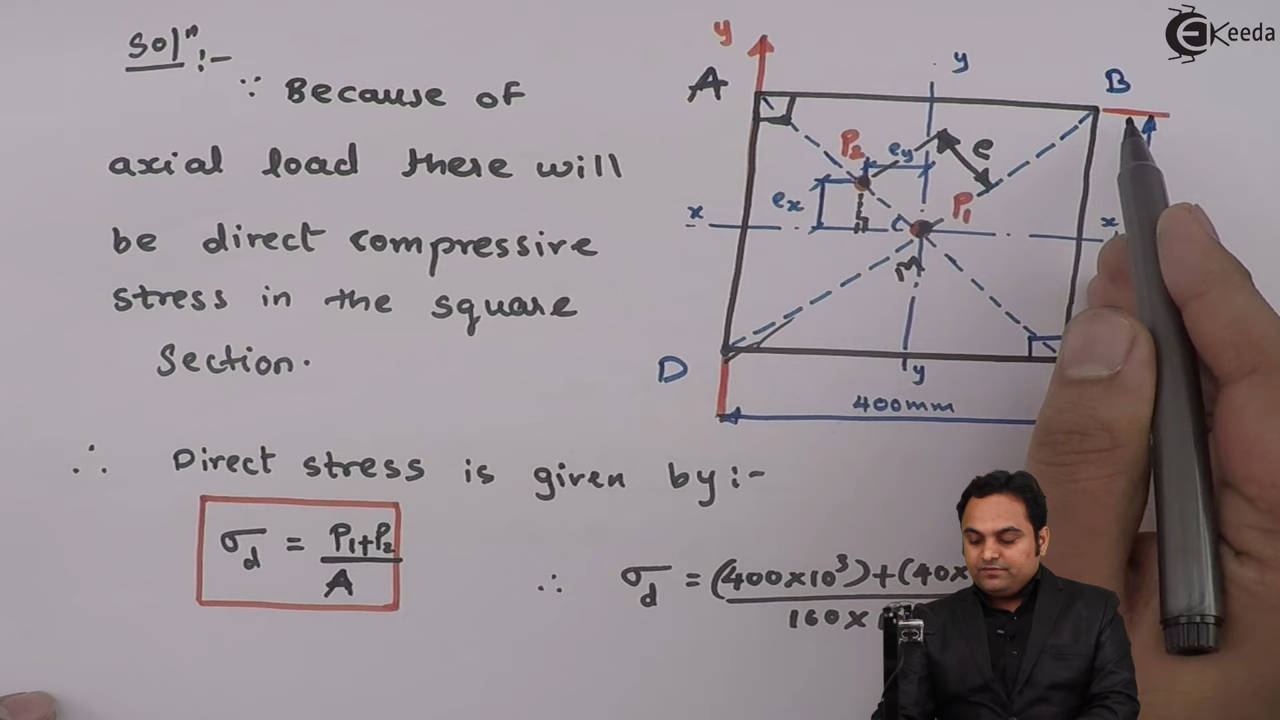 Solⁿ:-
∵ Because of
axial load there will
be direct compressive
stress in the square
Section.
∴ Direct stress is given by:-
σd = P1+P2 / A
∴ σd = (400×10³)+(40×
160×
Ekeeda
y
A
y
B
P2
ey
e
ex
P1
x
x
M
D
y
400mm